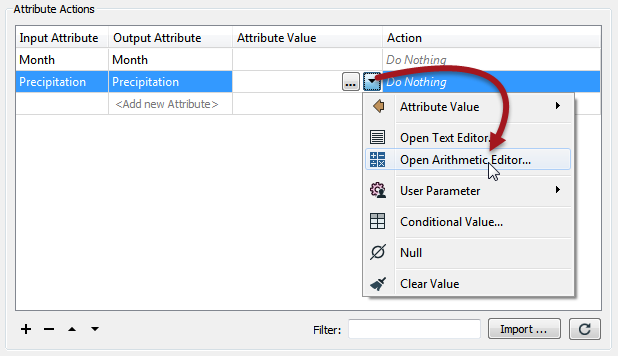 Attribute Actions
Input Attribute Output Attribute Attribute Value Action
Month Month Do Nothing
Precipitation Precipitation ... Do Nothing
<Add new Attribute>
Attribute Value
Open Text Editor...
Open Arithmetic Editor...
User Parameter
Conditional Value...
Null
Clear Value
Filter: Import ...